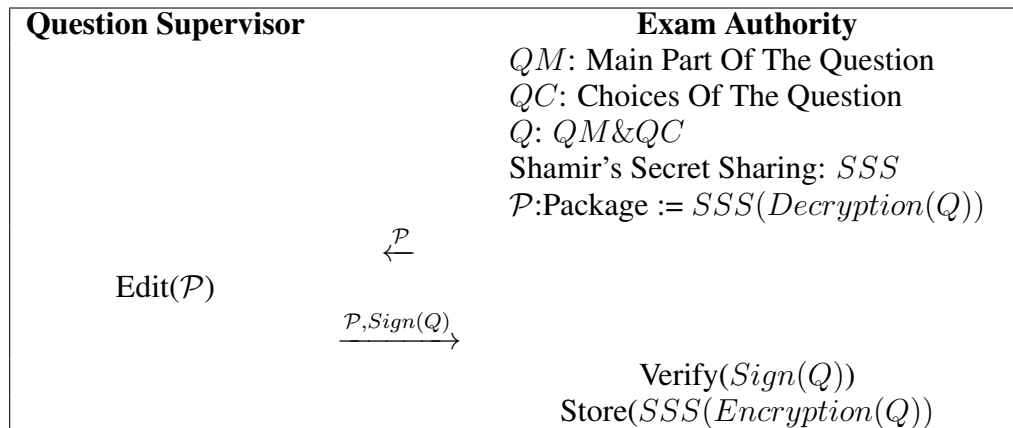 Question Supervisor Exam Authority
QM: Main Part Of The Question
QC: Choices Of The Question
Q: QM&QC
Shamir's Secret Sharing: SSS
𝒫:Package := SSS(Decryption(Q))
𝒫
←
Edit(𝒫)
𝒫,Sign(Q)
⟶
Verify(Sign(Q))
Store(SSS(Encryption(Q))